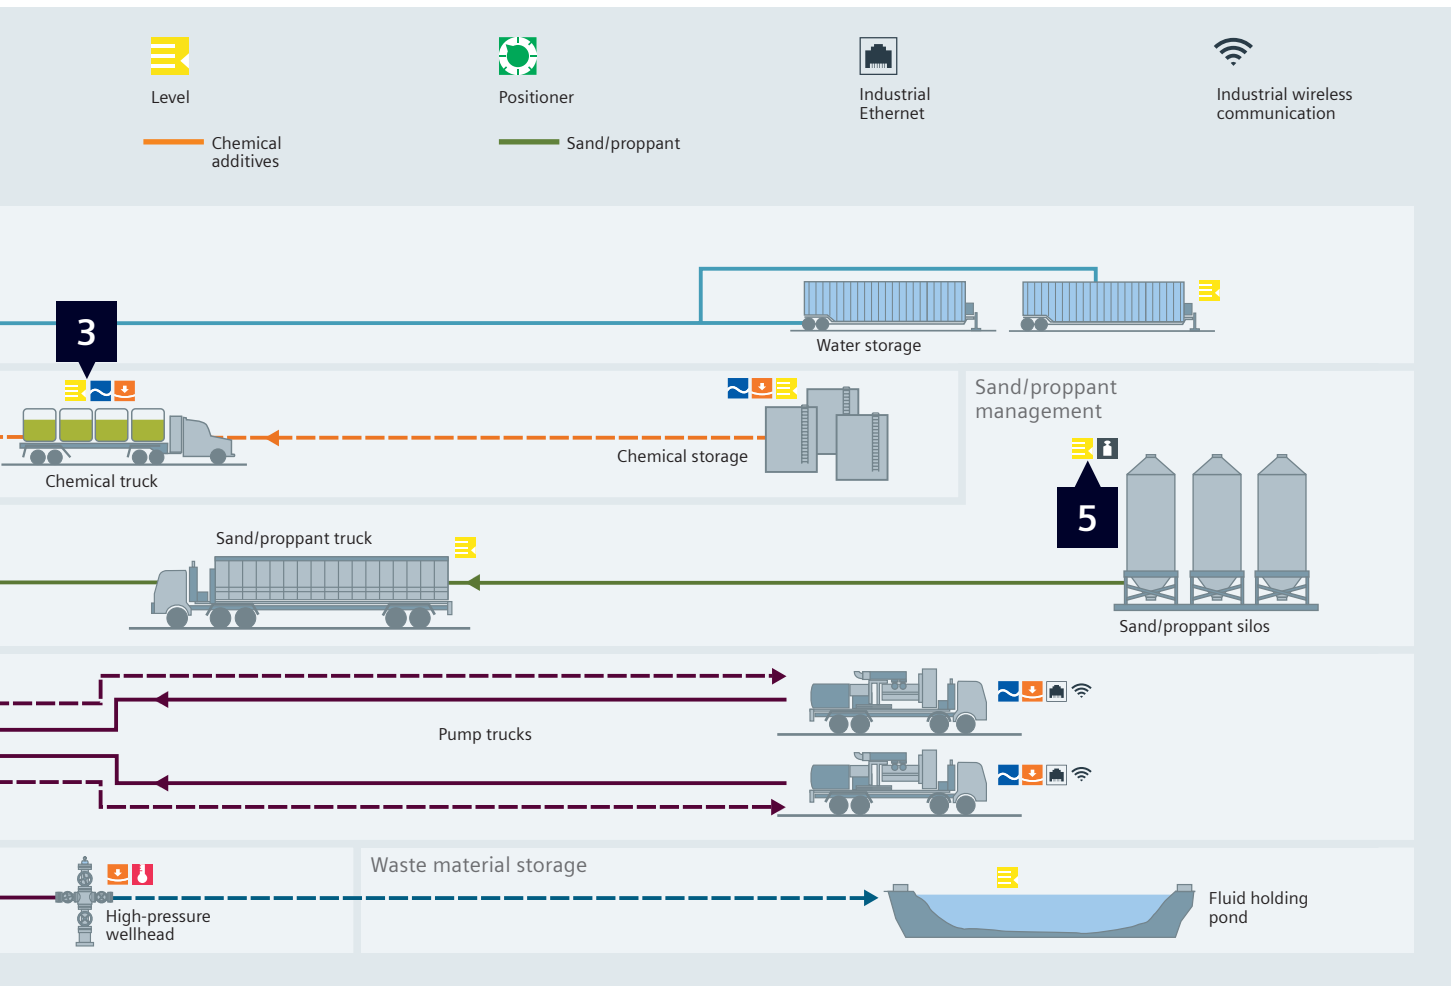 Level
Positioner
Industrial
Ethernet
Industrial wireless
communication
Chemical
additives
Sand/proppant
3
Water storage
Sand/proppant
management
Chemical storage
Chemical truck
5
Sand/proppant truck
Sand/proppant silos
Pump trucks
Waste material storage
High-pressure
wellhead
Fluid holding
pond